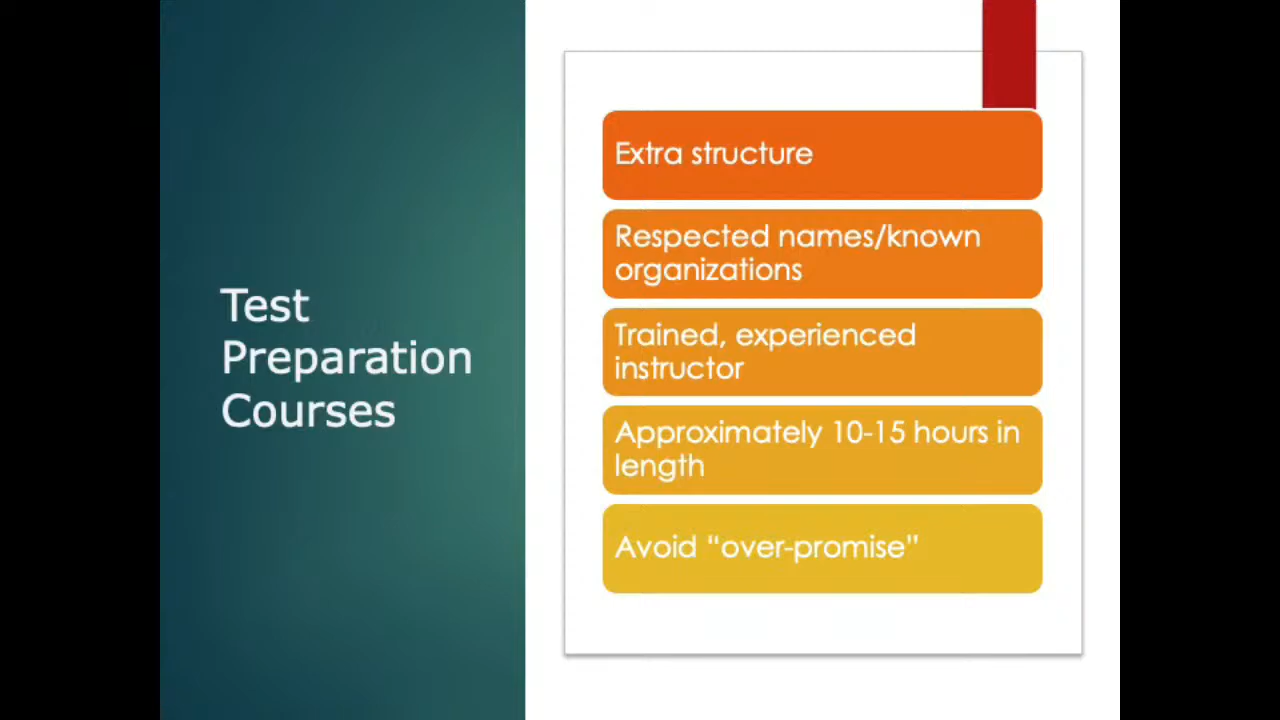 Test
Preparation
Courses
Extra structure
Respected names/known
organizations
Trained, experienced
instructor
Approximately 10-15 hours in
length
Avoid “over-promise”